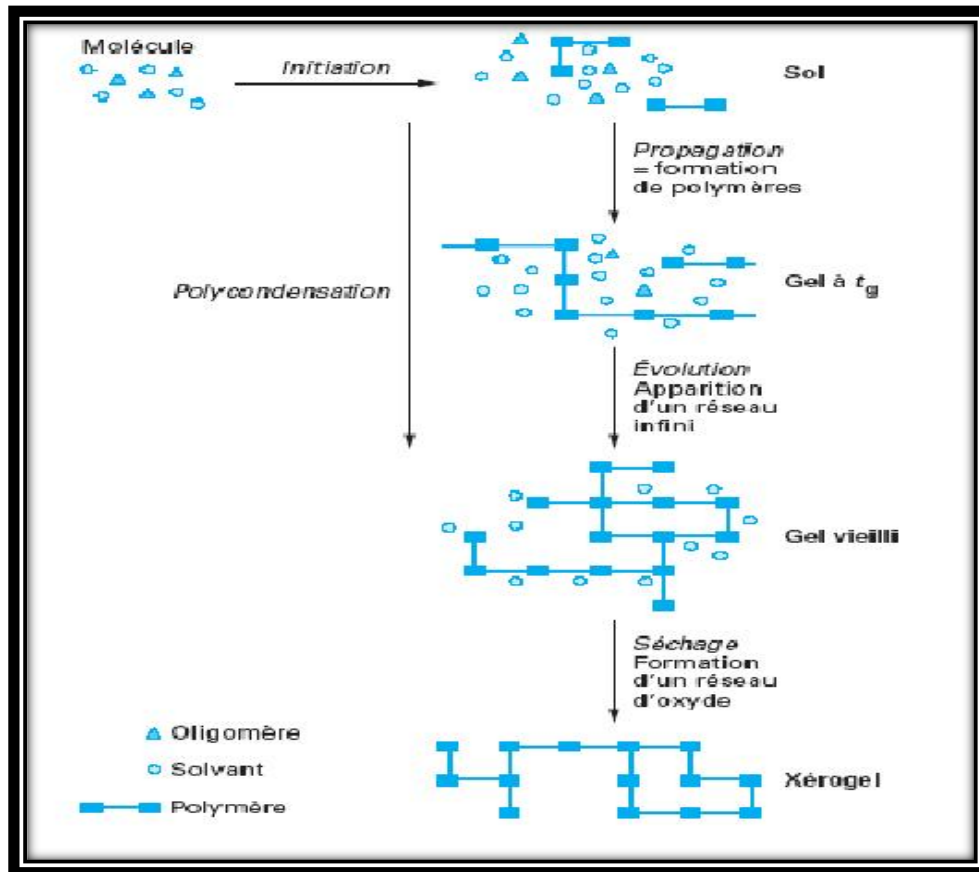 Molécule
Initiation
Sol
Propagation
= formation
de polymères
Gel à tg
Polycondensation
Évolution
Apparition
d'un réseau
infini
Gel vieilli
Séchage
Formation
d'un réseau
d'oxyde
Oligomère
Solvant
Polymère
Xérogel